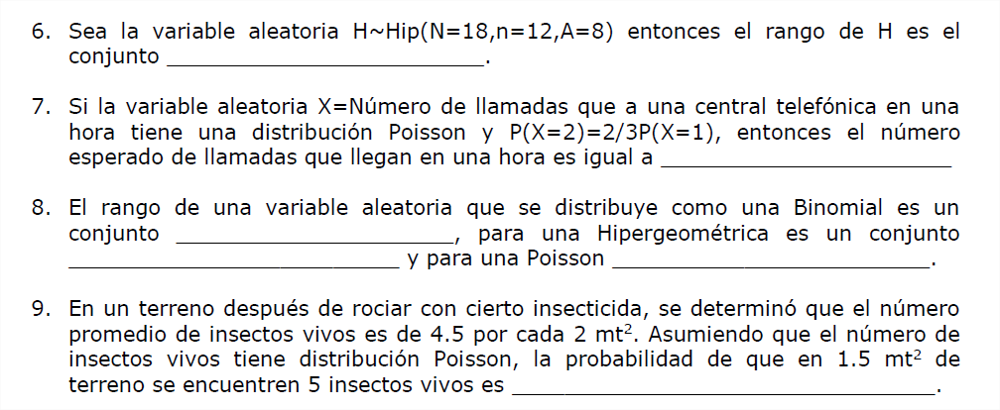 6. Sea la variable aleatoria H~Hip(N=18,n=12,A=8) entonces el rango de H es el
conjunto ______________________________.
7. Si la variable aleatoria X=Número de llamadas que a una central telefónica en una
hora tiene una distribución Poisson y P(X=2)=2/3P(X=1), entonces el número
esperado de llamadas que llegan en una hora es igual a ___________________________
8. El rango de una variable aleatoria que se distribuye como una Binomial es un
conjunto __________________________, para una Hipergeométrica es un conjunto
_______________________________ y para una Poisson ______________________________.
9. En un terreno después de rociar con cierto insecticida, se determinó que el número
promedio de insectos vivos es de 4.5 por cada 2 mt². Asumiendo que el número de
insectos vivos tiene distribución Poisson, la probabilidad de que en 1.5 mt² de
terreno se encuentren 5 insectos vivos es ________________________________________.